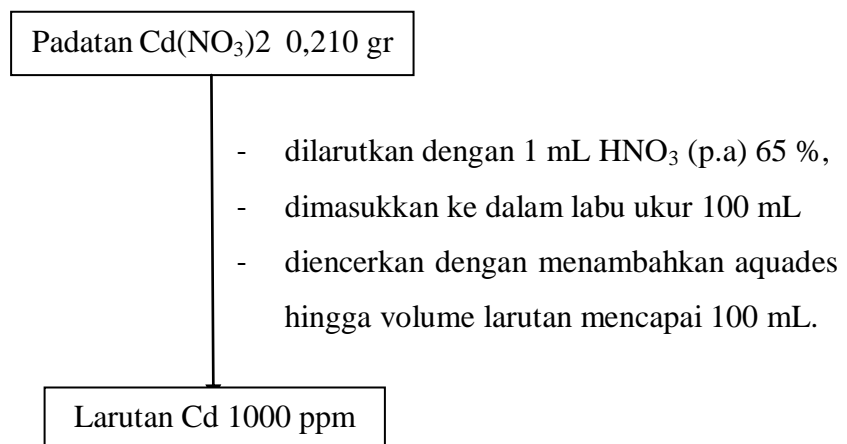 Padatan Cd(NO₃)2 0,210 gr
- dilarutkan dengan 1 mL HNO₃ (p.a) 65 %,
- dimasukkan ke dalam labu ukur 100 mL
- diencerkan dengan menambahkan aquades
hingga volume larutan mencapai 100 mL.
Larutan Cd 1000 ppm